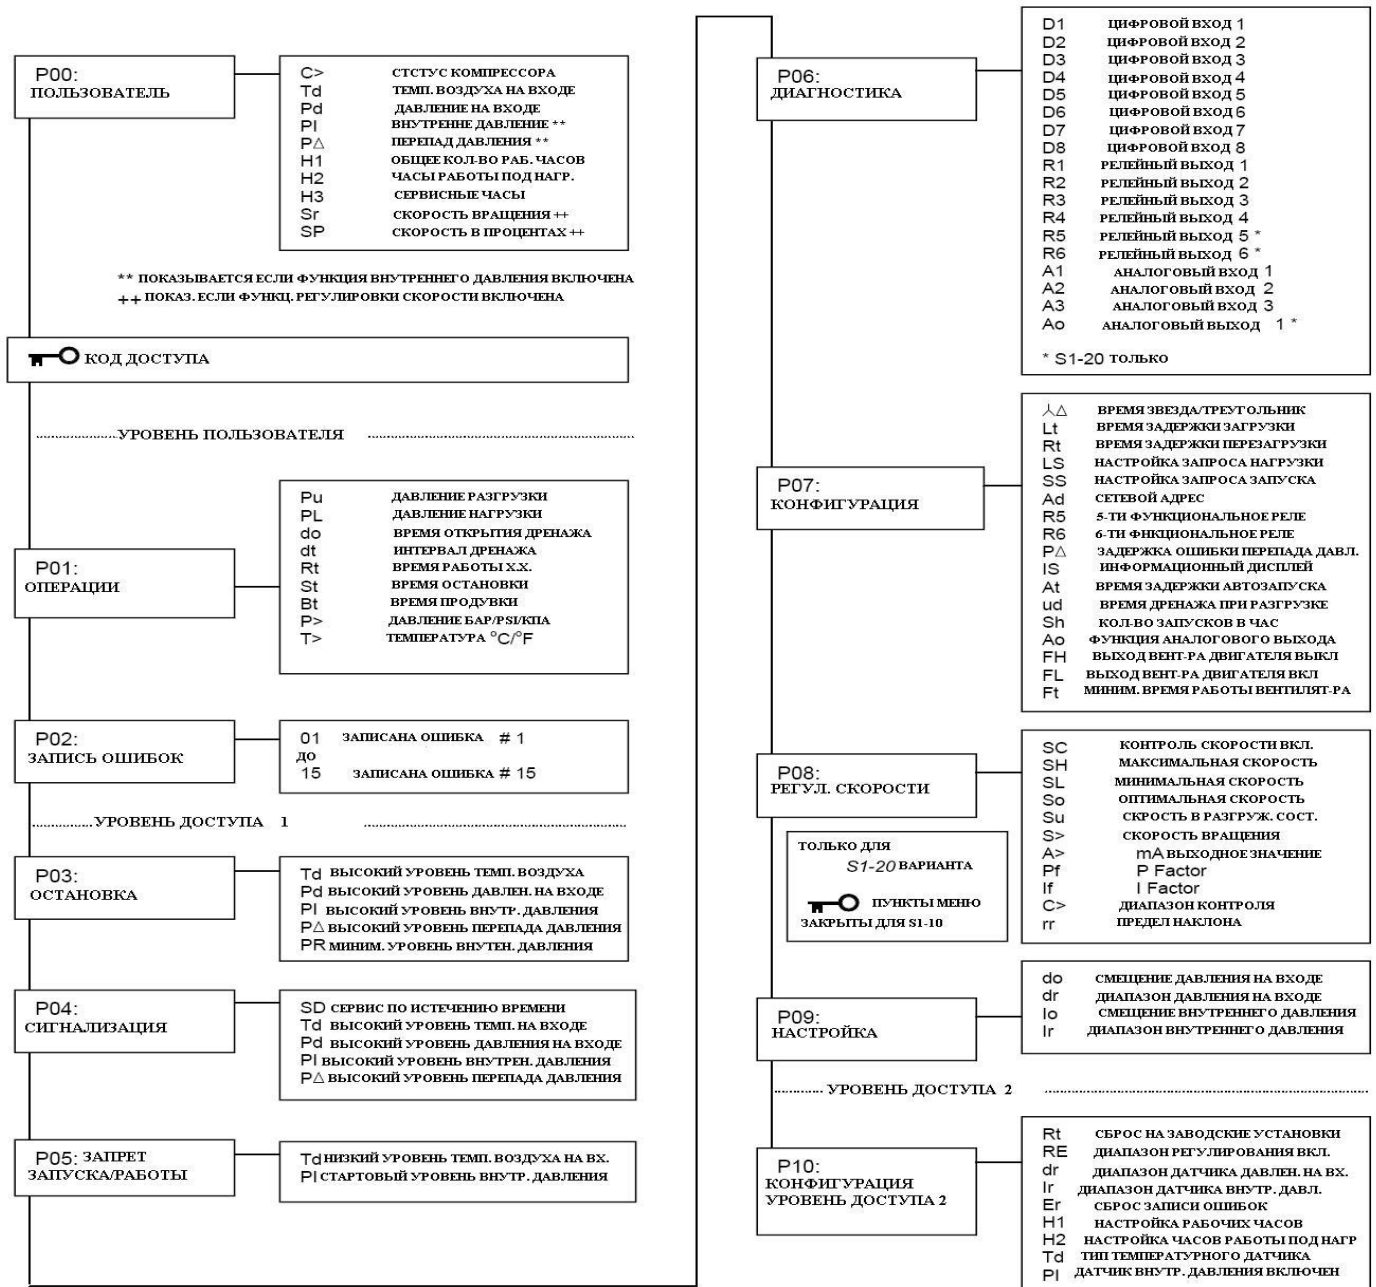 P00:
ПОЛЬЗОВАТЕЛЬ
C> СТСТУС КОМПРЕССОРА
Td ТЕМП. ВОЗДУХА НА ВХОДЕ
Pd ДАВЛЕНИЕ НА ВХОДЕ
PI ВНУТРЕННЕ ДАВЛЕНИЕ **
P△ ПЕРЕПАД ДАВЛЕНИЯ **
H1 ОБЩЕЕ КОЛ-ВО РАБ. ЧАСОВ
H2 ЧАСЫ РАБОТЫ ПОД НАГР.
H3 СЕРВИСНЫЕ ЧАСЫ
Sr СКОРОСТЬ ВРАЩЕНИЯ ++
SP СКОРОСТЬ В ПРОЦЕНТАХ ++
** ПОКАЗЫВАЕТСЯ ЕСЛИ ФУНКЦИЯ ВНУТРЕННЕГО ДАВЛЕНИЯ ВКЛЮЧЕНА
++ ПОКАЗ. ЕСЛИ ФУНКЦ. РЕГУЛИРОВКИ СКОРОСТИ ВКЛЮЧЕНА
КОД ДОСТУПА
УРОВЕНЬ ПОЛЬЗОВАТЕЛЯ
P01:
ОПЕРАЦИИ
Pu ДАВЛЕНИЕ РАЗГРУЗКИ
PL ДАВЛЕНИЕ НАГРУЗКИ
do ВРЕМЯ ОТКРЫТИЯ ДРЕНАЖА
dt ИНТЕРВАЛ ДРЕНАЖА
Rt ВРЕМЯ РАБОТЫ Х.Х.
St ВРЕМЯ ОСТАНОВКИ
Bt ВРЕМЯ ПРОДУВКИ
P> ДАВЛЕНИЕ БАР/PSI/КПА
T> ТЕМПЕРАТУРА °C/°F
P02:
ЗАПИСЬ ОШИБОК
01 ЗАПИСАНА ОШИБКА # 1
ДО
15 ЗАПИСАНА ОШИБКА # 15
УРОВЕНЬ ДОСТУПА 1
P03:
ОСТАНОВКА
Td ВЫСОКИЙ УРОВЕНЬ ТЕМП. ВОЗДУХА
Pd ВЫСОКИЙ УРОВЕНЬ ДАВЛЕН. НА ВХОДЕ
PI ВЫСОКИЙ УРОВЕНЬ ВНУТР. ДАВЛЕНИЯ
P△ ВЫСОКИЙ УРОВЕНЬ ПЕРЕПАДА ДАВЛЕНИЯ
PR МИНИМ. УРОВЕНЬ ВНУТЕН. ДАВЛЕНИЯ
P04:
СИГНАЛИЗАЦИЯ
SD СЕРВИС ПО ИСТЕЧЕНИЮ ВРЕМЕНИ
Td ВЫСОКИЙ УРОВЕНЬ ТЕМП. НА ВХОДЕ
Pd ВЫСОКИЙ УРОВЕНЬ ДАВЛЕНИЯ НА ВХОДЕ
PI ВЫСОКИЙ УРОВЕНЬ ВНУТРЕН. ДАВЛЕНИЯ
P△ ВЫСОКИЙ УРОВЕНЬ ПЕРЕПАДА ДАВЛЕНИЯ
P05: ЗАПРЕТ
ЗАПУСКА/РАБОТЫ
Td НИЗКИЙ УРОВЕНЬ ТЕМП. ВОЗДУХА НА ВХ.
PI СТАРТОВЫЙ УРОВЕНЬ ВНУТР. ДАВЛЕНИЯ
P06:
ДИАГНОСТИКА
D1 ЦИФРОВОЙ ВХОД 1
D2 ЦИФРОВОЙ ВХОД 2
D3 ЦИФРОВОЙ ВХОД 3
D4 ЦИФРОВОЙ ВХОД 4
D5 ЦИФРОВОЙ ВХОД 5
D6 ЦИФРОВОЙ ВХОД 6
D7 ЦИФРОВОЙ ВХОД 7
D8 ЦИФРОВОЙ ВХОД 8
R1 РЕЛЕЙНЫЙ ВЫХОД 1
R2 РЕЛЕЙНЫЙ ВЫХОД 2
R3 РЕЛЕЙНЫЙ ВЫХОД 3
R4 РЕЛЕЙНЫЙ ВЫХОД 4
R5 РЕЛЕЙНЫЙ ВЫХОД 5 *
R6 РЕЛЕЙНЫЙ ВЫХОД 6 *
A1 АНАЛОГОВЫЙ ВХОД 1
A2 АНАЛОГОВЫЙ ВХОД 2
A3 АНАЛОГОВЫЙ ВХОД 3
Ao АНАЛОГОВЫЙ ВЫХОД 1 *
* S1-20 ТОЛЬКО
P07:
КОНФИГУРАЦИЯ
⅄△ ВРЕМЯ ЗВЕЗДА/ТРЕУГОЛЬНИК
Lt ВРЕМЯ ЗАДЕРЖКИ ЗАГРУЗКИ
Rt ВРЕМЯ ЗАДЕРЖКИ ПЕРЕЗАГРУЗКИ
LS НАСТРОЙКА ЗАПРОСА НАГРУЗКИ
SS НАСТРОЙКА ЗАПРОСА ЗАПУСКА
Ad СЕТЕВОЙ АДРЕС
R5 5-ТИ ФУНКЦИОНАЛЬНОЕ РЕЛЕ
R6 6-ТИ ФНКЦИОНАЛЬНОЕ РЕЛЕ
P△ ЗАДЕРЖКА ОШИБКИ ПЕРЕПАДА ДАВЛ.
IS ИНФОРМАЦИОННЫЙ ДИСПЛЕЙ
At ВРЕМЯ ЗАДЕРЖКИ АВТОЗАПУСКА
ud ВРЕМЯ ДРЕНАЖА ПРИ РАЗГРУЗКЕ
Sh КОЛ-ВО ЗАПУСКОВ В ЧАС
Ao ФУНКЦИЯ АНАЛОГОВОГО ВЫХОДА
FH ВЫХОД ВЕНТ-РА ДВИГАТЕЛЯ ВЫКЛ
FL ВЫХОД ВЕНТ-РА ДВИГАТЕЛЯ ВКЛ
Ft МИНИМ. ВРЕМЯ РАБОТЫ ВЕНТИЛЯТ-РА
P08:
РЕГУЛ. СКОРОСТИ
SC КОНТРОЛЬ СКОРОСТИ ВКЛ.
SH МАКСИМАЛЬНАЯ СКОРОСТЬ
SL МИНИМАЛЬНАЯ СКОРОСТЬ
So ОПТИМАЛЬНАЯ СКОРОСТЬ
Su СКРОСТЬ В РАЗГРУЖ. СОСТ.
S> СКОРОСТЬ ВРАЩЕНИЯ
A> mA ВЫХОДНОЕ ЗНАЧЕНИЕ
Pf P Factor
If I Factor
C> ДИАПАЗОН КОНТРОЛЯ
rr ПРЕДЕЛ НАКЛОНА
ТОЛЬКО ДЛЯ
S1-20 ВАРИАНТА
ПУНКТЫ МЕНЮ
ЗАКРЫТЫ ДЛЯ S1-10
P09:
НАСТРОЙКА
do СМЕЩЕНИЕ ДАВЛЕНИЯ НА ВХОДЕ
dr ДИАПАЗОН ДАВЛЕНИЯ НА ВХОДЕ
Io СМЕЩЕНИЕ ВНУТРЕННЕГО ДАВЛЕНИЯ
Ir ДИАПАЗОН ВНУТРЕННЕГО ДАВЛЕНИЯ
УРОВЕНЬ ДОСТУПА 2
P10:
КОНФИГУРАЦИЯ
УРОВЕНЬ ДОСТУПА 2
Rt СБРОС НА ЗАВОДСКИЕ УСТАНОВКИ
RE ДИАПАЗОН РЕГУЛИРОВАНИЯ ВКЛ.
dr ДИАПАЗОН ДАТЧИКА ДАВЛЕН. НА ВХ.
Ir ДИАПАЗОН ДАТЧИКА ВНУТР. ДАВЛ.
Er СБРОС ЗАПИСИ ОШИБОК
H1 НАСТРОЙКА РАБОЧИХ ЧАСОВ
H2 НАСТРОЙКА ЧАСОВ РАБОТЫ ПОД НАГР
Td ТИП ТЕМПЕРАТУРНОГО ДАТЧИКА
PI ДАТЧИК ВНУТР. ДАВЛЕНИЯ ВКЛЮЧЕН